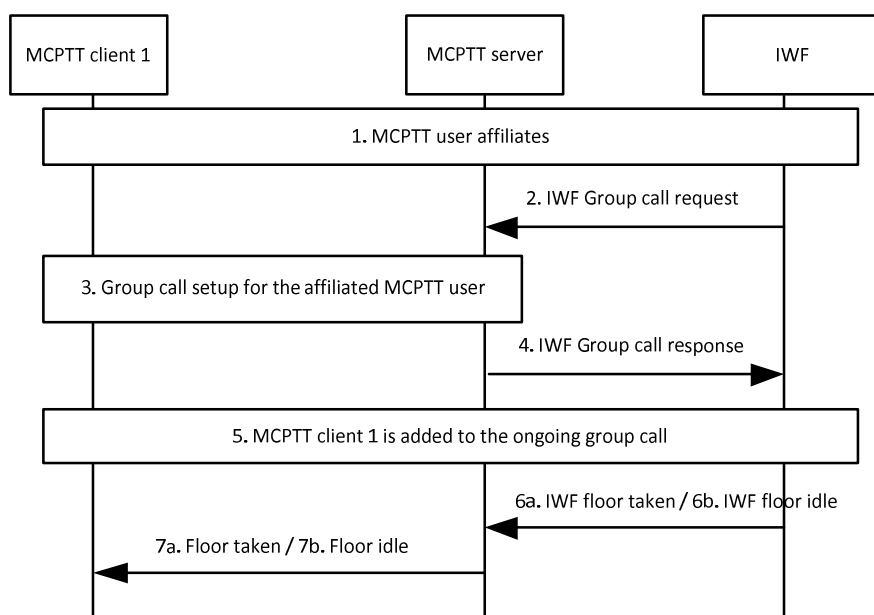 MCPTT client 1
MCPTT server
IWF
1. MCPTT user affiliates
2. IWF Group call request
3. Group call setup for the affiliated MCPTT user
4. IWF Group call response
5. MCPTT client 1 is added to the ongoing group call
6a. IWF floor taken / 6b. IWF floor idle
7a. Floor taken / 7b. Floor idle